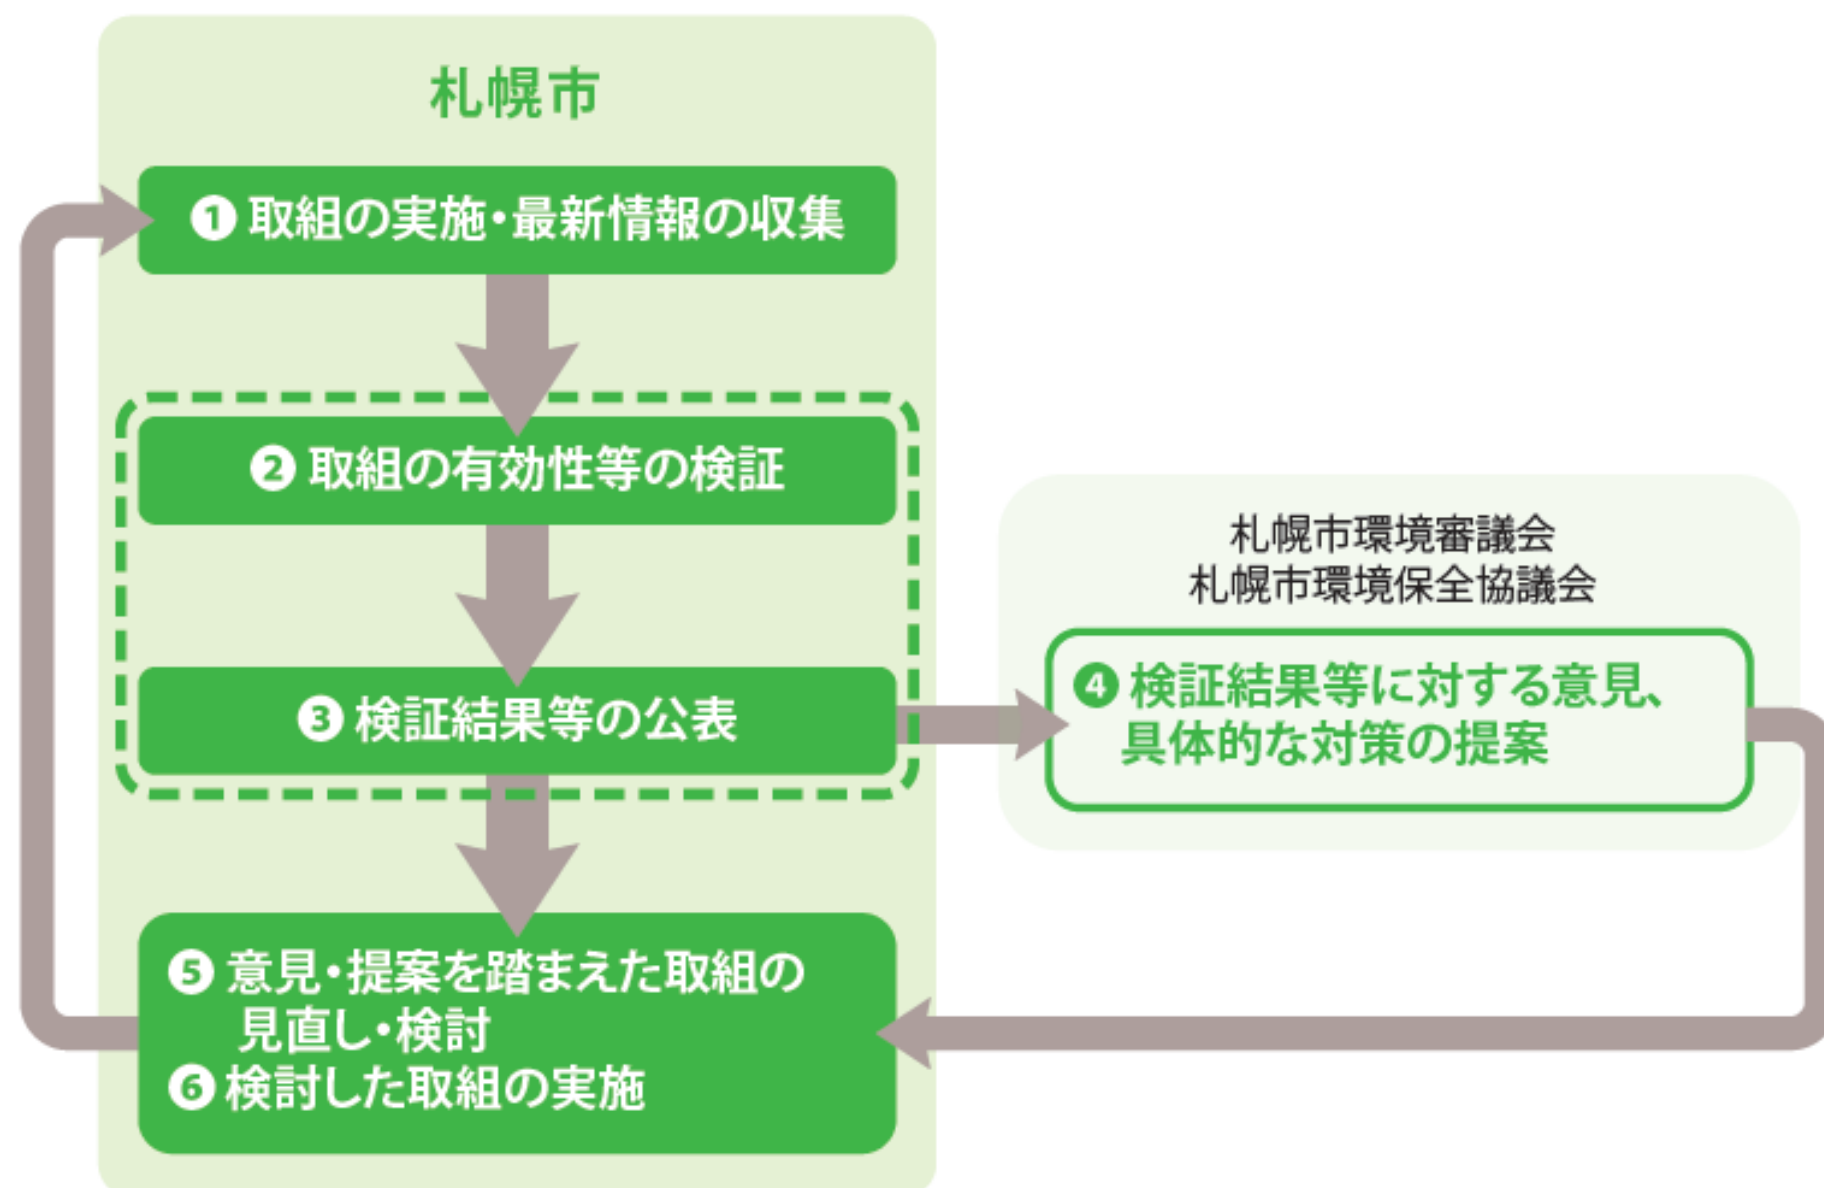 札幌市
❶ 取組の実施・最新情報の収集
❷ 取組の有効性等の検証
❸ 検証結果等の公表
札幌市環境審議会
札幌市環境保全協議会
❹ 検証結果等に対する意見、
具体的な対策の提案
❺ 意見・提案を踏まえた取組の
見直し・検討
❻ 検討した取組の実施